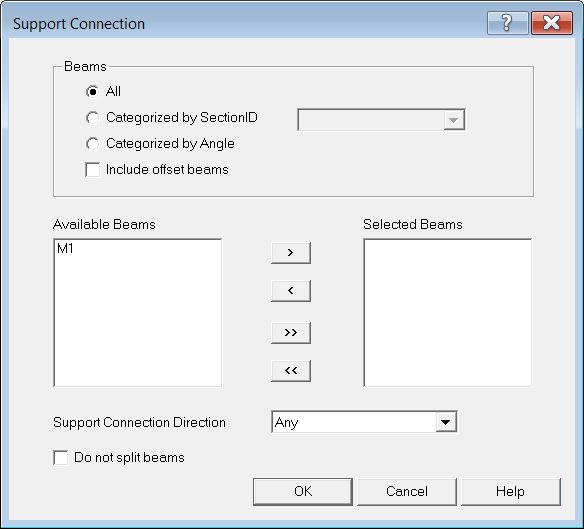 Support Connection
?
Beams
All
Categorized by SectionID
Categorized by Angle
Include offset beams
Available Beams
Selected Beams
M1
>
<
>>
<<
Support Connection Direction
Any
Do not split beams
OK
Cancel
Help